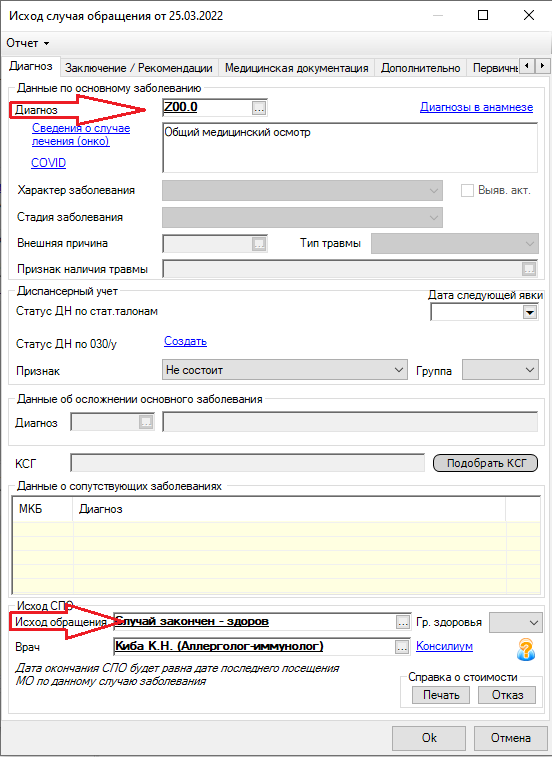 Исход случая обращения от 25.03.2022
Отчет
Диагноз Заключение / Рекомендации Медицинская документация Дополнительно Первичнь
Данные по основному заболеванию
Диагноз Z00.0 ... Диагнозы в анамнезе
Сведения о случае
лечения (онко)
Общий медицинский осмотр
COVID
Характер заболевания Выяв. акт.
Стадия заболевания
Внешняя причина ... Тип травмы
Признак наличия травмы ...
Диспансерный учет
Дата следующей явки
Статус ДН по стат.талонам
Статус ДН по 030/у Создать
Признак Не состоит Группа
Данные об осложнении основного заболевания
Диагноз ...
КСГ Подобрать КСГ
Данные о сопутствующих заболеваниях
МКБ Диагноз
Исход СПО
Исход обращения Случай закончен - здоров ... Гр. здоровья
Врач Киба К.Н. (Аллерголог-иммунолог) ... Консилиум ?
Дата окончания СПО будет равна дате последнего посещения
МО по данному случаю заболевания
Справка о стоимости
Печать Отказ
Ok Отмена